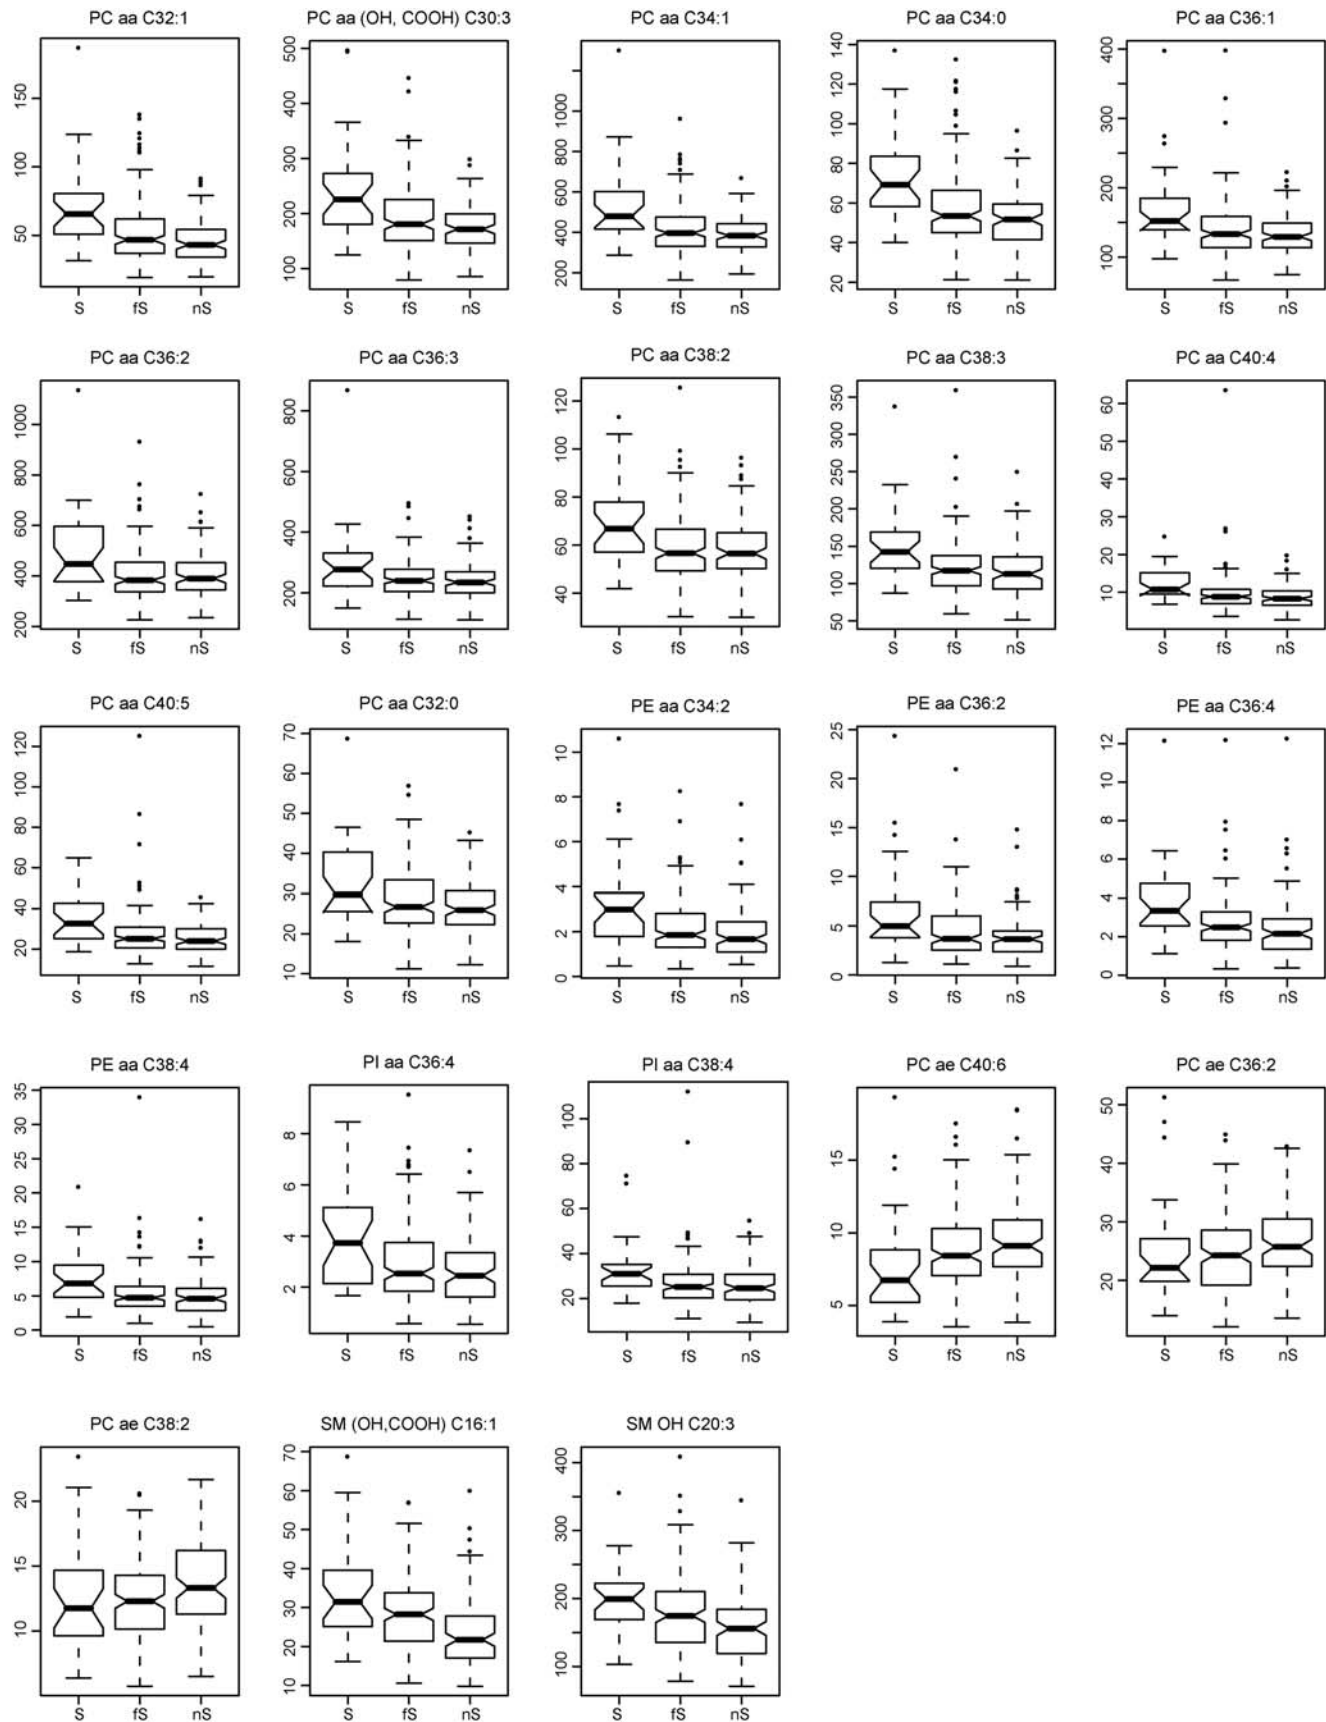 PC aa C32:1
PC aa (OH, COOH) C30:3
PC aa C34:1
PC aa C34:0
PC aa C36:1
50 100 150
100 200 300 400 500
200 400 600 800 1000
20 40 60 80 100 120 140
100 200 300 400
S fS nS
S fS nS
S fS nS
S fS nS
S fS nS
PC aa C36:2
PC aa C36:3
PC aa C38:2
PC aa C38:3
PC aa C40:4
200 400 600 800 1000
200 400 600 800
40 60 80 100 120
50 100 150 200 250 300 350
10 20 30 40 50 60
S fS nS
S fS nS
S fS nS
S fS nS
S fS nS
PC aa C40:5
PC aa C32:0
PE aa C34:2
PE aa C36:2
PE aa C36:4
20 40 60 80 100 120
10 20 30 40 50 60 70
0 2 4 6 8 10
0 5 10 15 20 25
0 2 4 6 8 10 12
S fS nS
S fS nS
S fS nS
S fS nS
S fS nS
PE aa C38:4
PI aa C36:4
PI aa C38:4
PC ae C40:6
PC ae C36:2
0 5 10 15 20 25 30 35
2 4 6 8
20 40 60 80 100
5 10 15
20 30 40 50
S fS nS
S fS nS
S fS nS
S fS nS
S fS nS
PC ae C38:2
SM (OH,COOH) C16:1
SM OH C20:3
10 15 20
10 20 30 40 50 60 70
100 200 300 400
S fS nS
S fS nS
S fS nS